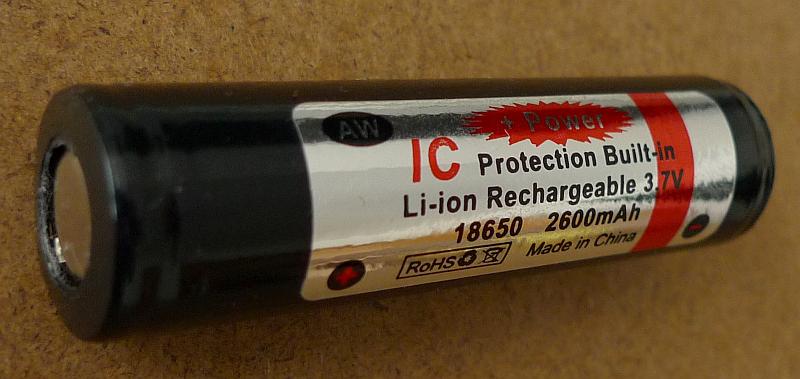 AW
+ Power
IC Protection Built-in
Li-ion Rechargeable 3.7V
18650 2600mAh
RoHS Made in China